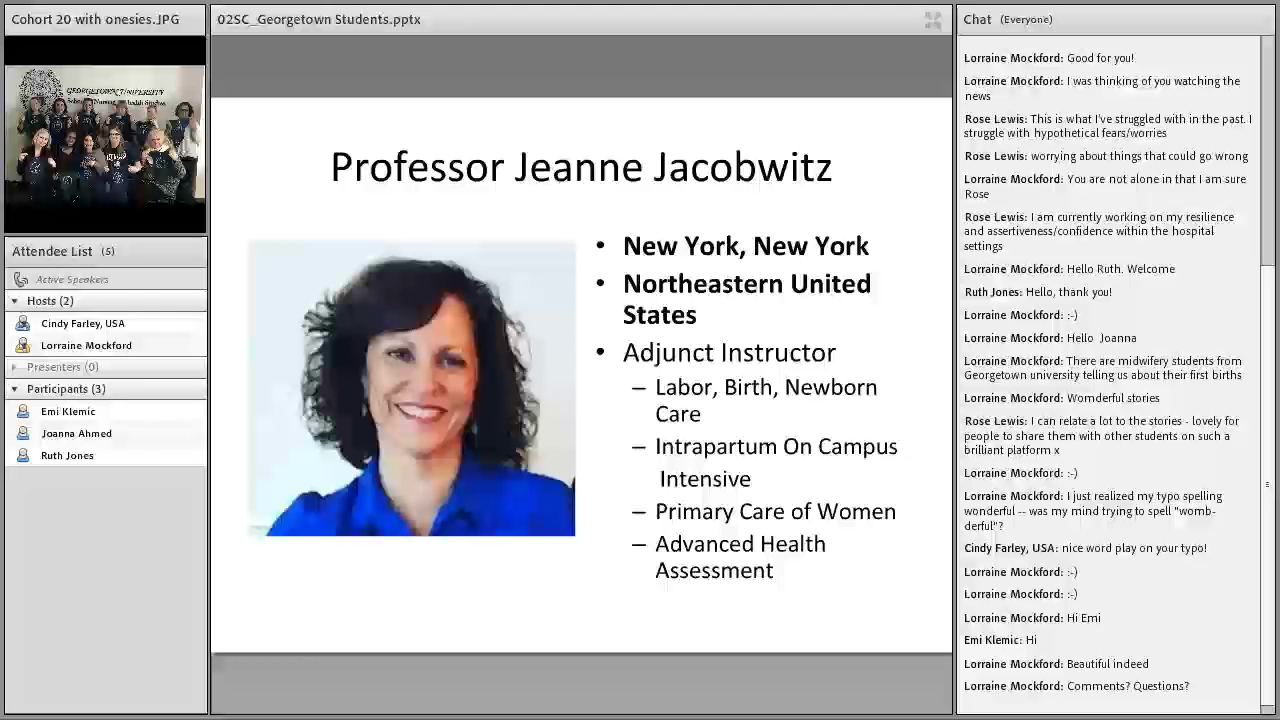 Cohort 20 with onesies.JPG
GEORGETOWN UNIVERSITY
Attendee List (5)
Active Speakers
Hosts (2)
Cindy Farley, USA
Lorraine Mockford
Presenters (0)
Participants (3)
Emi Klemic
Joanna Ahmed
Ruth Jones
02SC_Georgetown Students.pptx
Professor Jeanne Jacobwitz
• New York, New York
• Northeastern United
States
• Adjunct Instructor
– Labor, Birth, Newborn
Care
– Intrapartum On Campus
Intensive
– Primary Care of Women
– Advanced Health
Assessment
Chat (Everyone)
Lorraine Mockford: Good for you!
Lorraine Mockford: I was thinking of you watching the
news
Rose Lewis: This is what I've struggled with in the past. I
struggle with hypothetical fears/worries
Rose Lewis: worrying about things that could go wrong
Lorraine Mockford: You are not alone in that I am sure
Rose
Rose Lewis: I am currently working on my resilience
and assertiveness/confidence within the hospital
settings
Lorraine Mockford: Hello Ruth. Welcome
Ruth Jones: Hello, thank you!
Lorraine Mockford: :-)
Lorraine Mockford: Hello Joanna
Lorraine Mockford: There are midwifery students from
Georgetown university telling us about their first births
Lorraine Mockford: Womderful stories
Rose Lewis: I can relate a lot to the stories - lovely for
people to share them with other students on such a
brilliant platform x
Lorraine Mockford: :-)
Lorraine Mockford: I just realized my typo spelling
wonderful -- was my mind trying to spell "womb-
derful"?
Cindy Farley, USA: nice word play on your typo!
Lorraine Mockford: :-)
Lorraine Mockford: :-)
Lorraine Mockford: Hi Emi
Emi Klemic: Hi
Lorraine Mockford: Beautiful indeed
Lorraine Mockford: Comments? Questions?